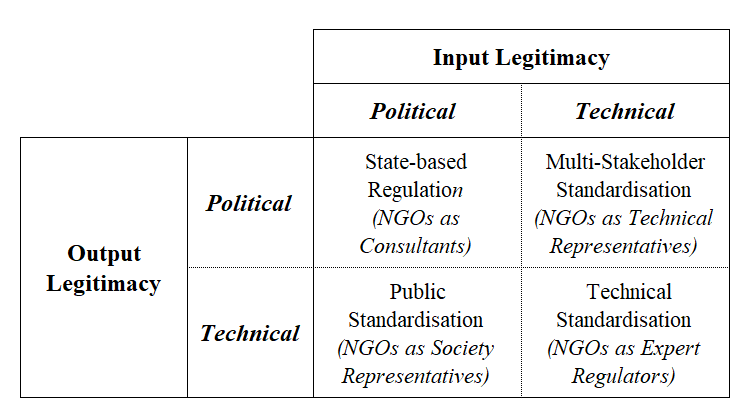 Input Legitimacy
Political
Technical
Output
Legitimacy
Political
State-based
Regulation
(NGOs as
Consultants)
Multi-Stakeholder
Standardisation
(NGOs as Technical
Representatives)
Technical
Public
Standardisation
(NGOs as Society
Representatives)
Technical
Standardisation
(NGOs as Expert
Regulators)